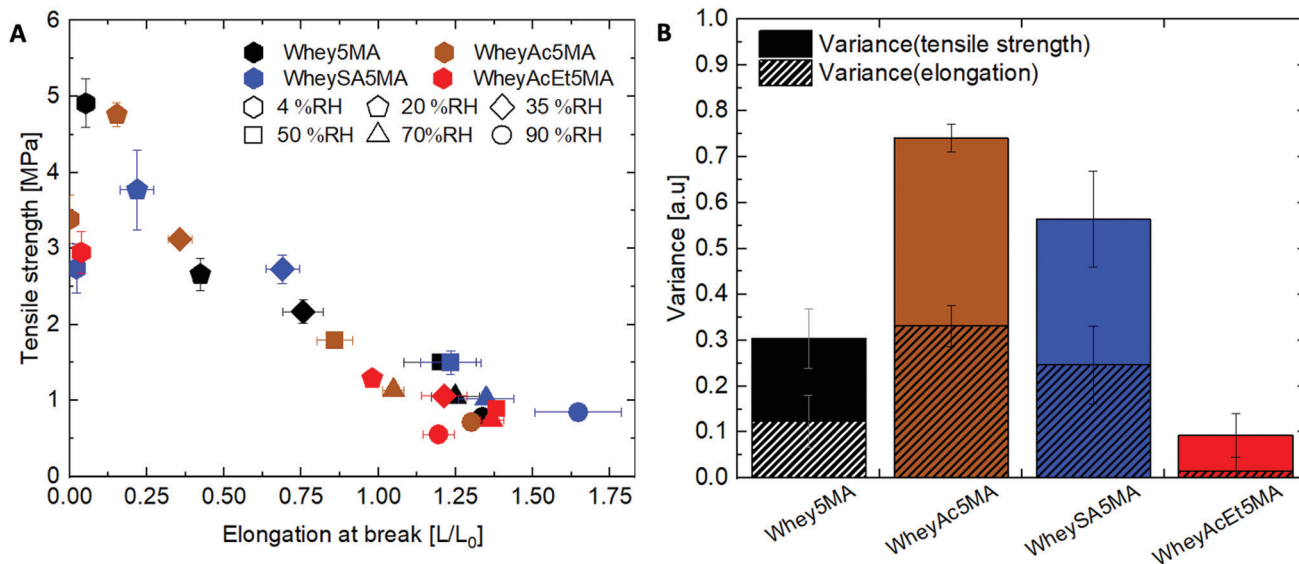 A
Tensile strength [MPa]
6
5
4
3
2
1
0
0.00 0.25 0.50 0.75 1.00 1.25 1.50 1.75
Elongation at break [L/L0]
Whey5MA WheyAc5MA
WheySA5MA WheyAcEt5MA
4 %RH 20 %RH 35 %RH
50 %RH 70%RH 90 %RH
B
Variance [a.u]
1.0
0.9
0.8
0.7
0.6
0.5
0.4
0.3
0.2
0.1
0.0
Variance(tensile strength)
Variance(elongation)
Whey5MA WheyAc5MA WheySA5MA WheyAcEt5MA